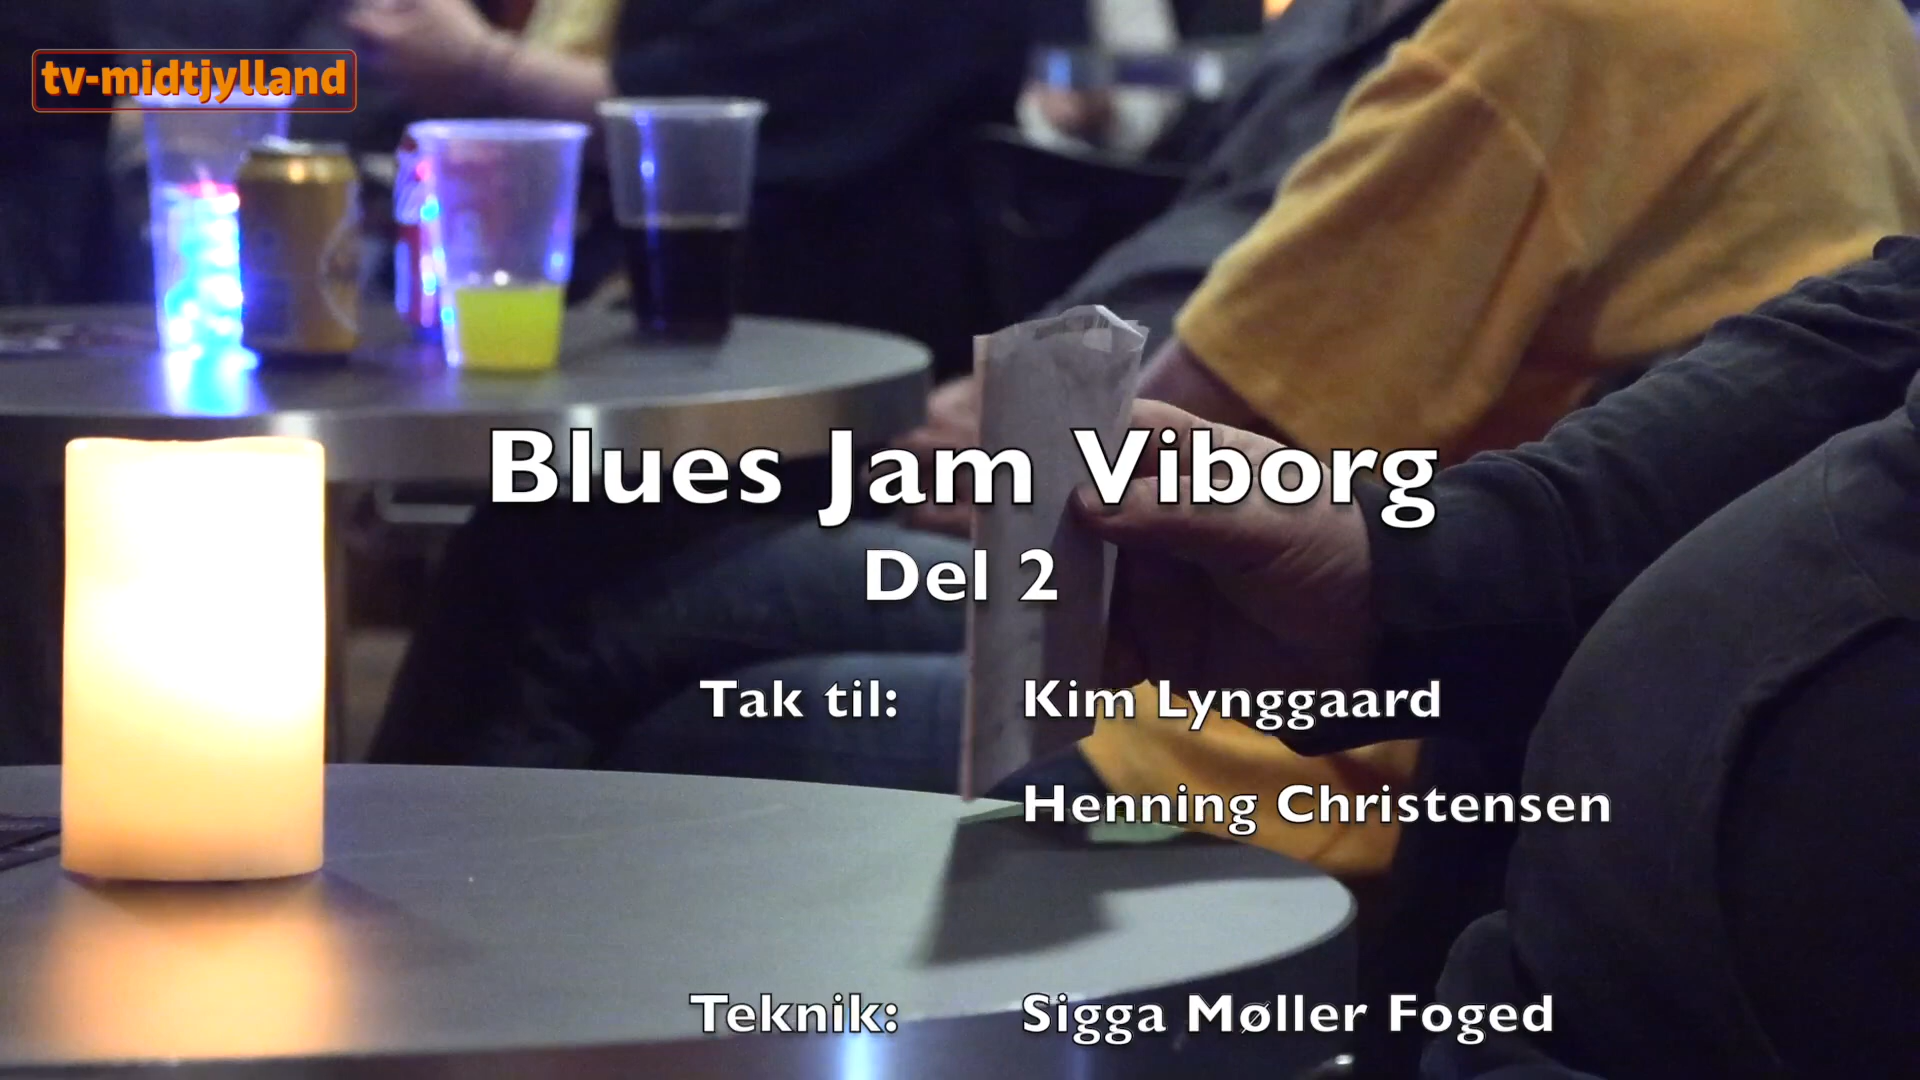 tv-midtjylland
Blues Jam Viborg
Del 2
Tak til: Kim Lynggaard
Henning Christensen
Teknik: Sigga Møller Foged